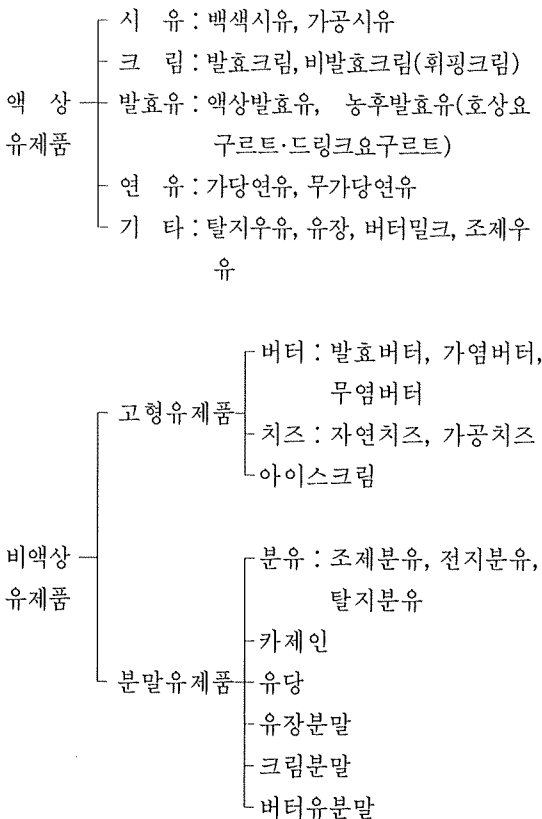 시 유 : 백색시유, 가공시유
크 림 : 발효크림, 비발효크림(휘핑크림)
액 상 유제품
발효유 : 액상발효유, 농후발효유(호상요
구르트·드링크요구르트)
연 유 : 가당연유, 무가당연유
기 타 : 탈지우유, 유장, 버터밀크, 조제우
유
비액상 유제품
고형유제품
버터 : 발효버터, 가염버터,
무염버터
치즈 : 자연치즈, 가공치즈
아이스크림
분말유제품
분유 : 조제분유, 전지분유,
탈지분유
카제인
유당
유장분말
크림분말
버터유분말